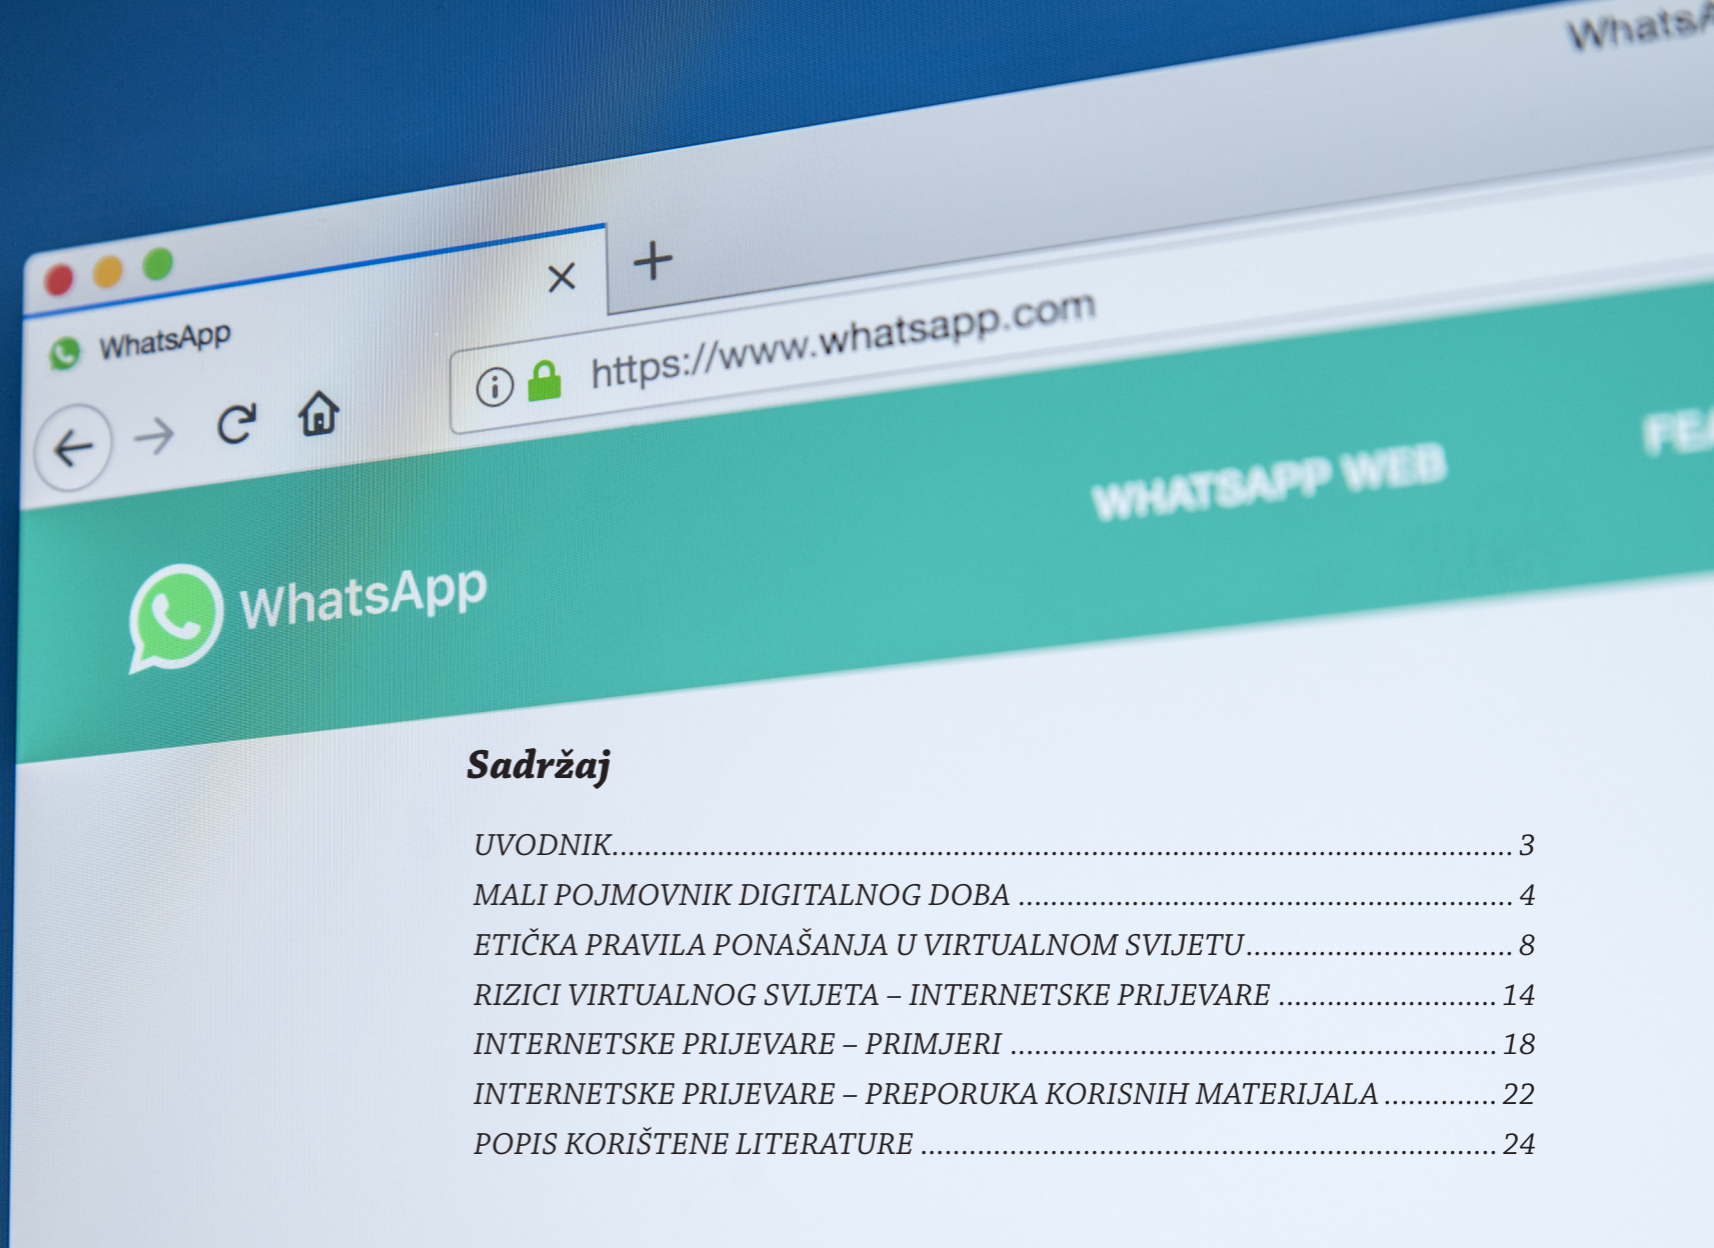 WhatsA
WhatsApp
https://www.whatsapp.com
WHATSAPP WEB
FEA
WhatsApp
Sadržaj
UVODNIK........................................................................................................ 3
MALI POJMOVNIK DIGITALNOG DOBA ......................................................... 4
ETIČKA PRAVILA PONAŠANJA U VIRTUALNOM SVIJETU............................... 8
RIZICI VIRTUALNOG SVIJETA – INTERNETSKE PRIJEVARE ......................... 14
INTERNETSKE PRIJEVARE – PRIMJERI ........................................................ 18
INTERNETSKE PRIJEVARE – PREPORUKA KORISNIH MATERIJALA ............. 22
POPIS KORIŠTENE LITERATURE .................................................................. 24